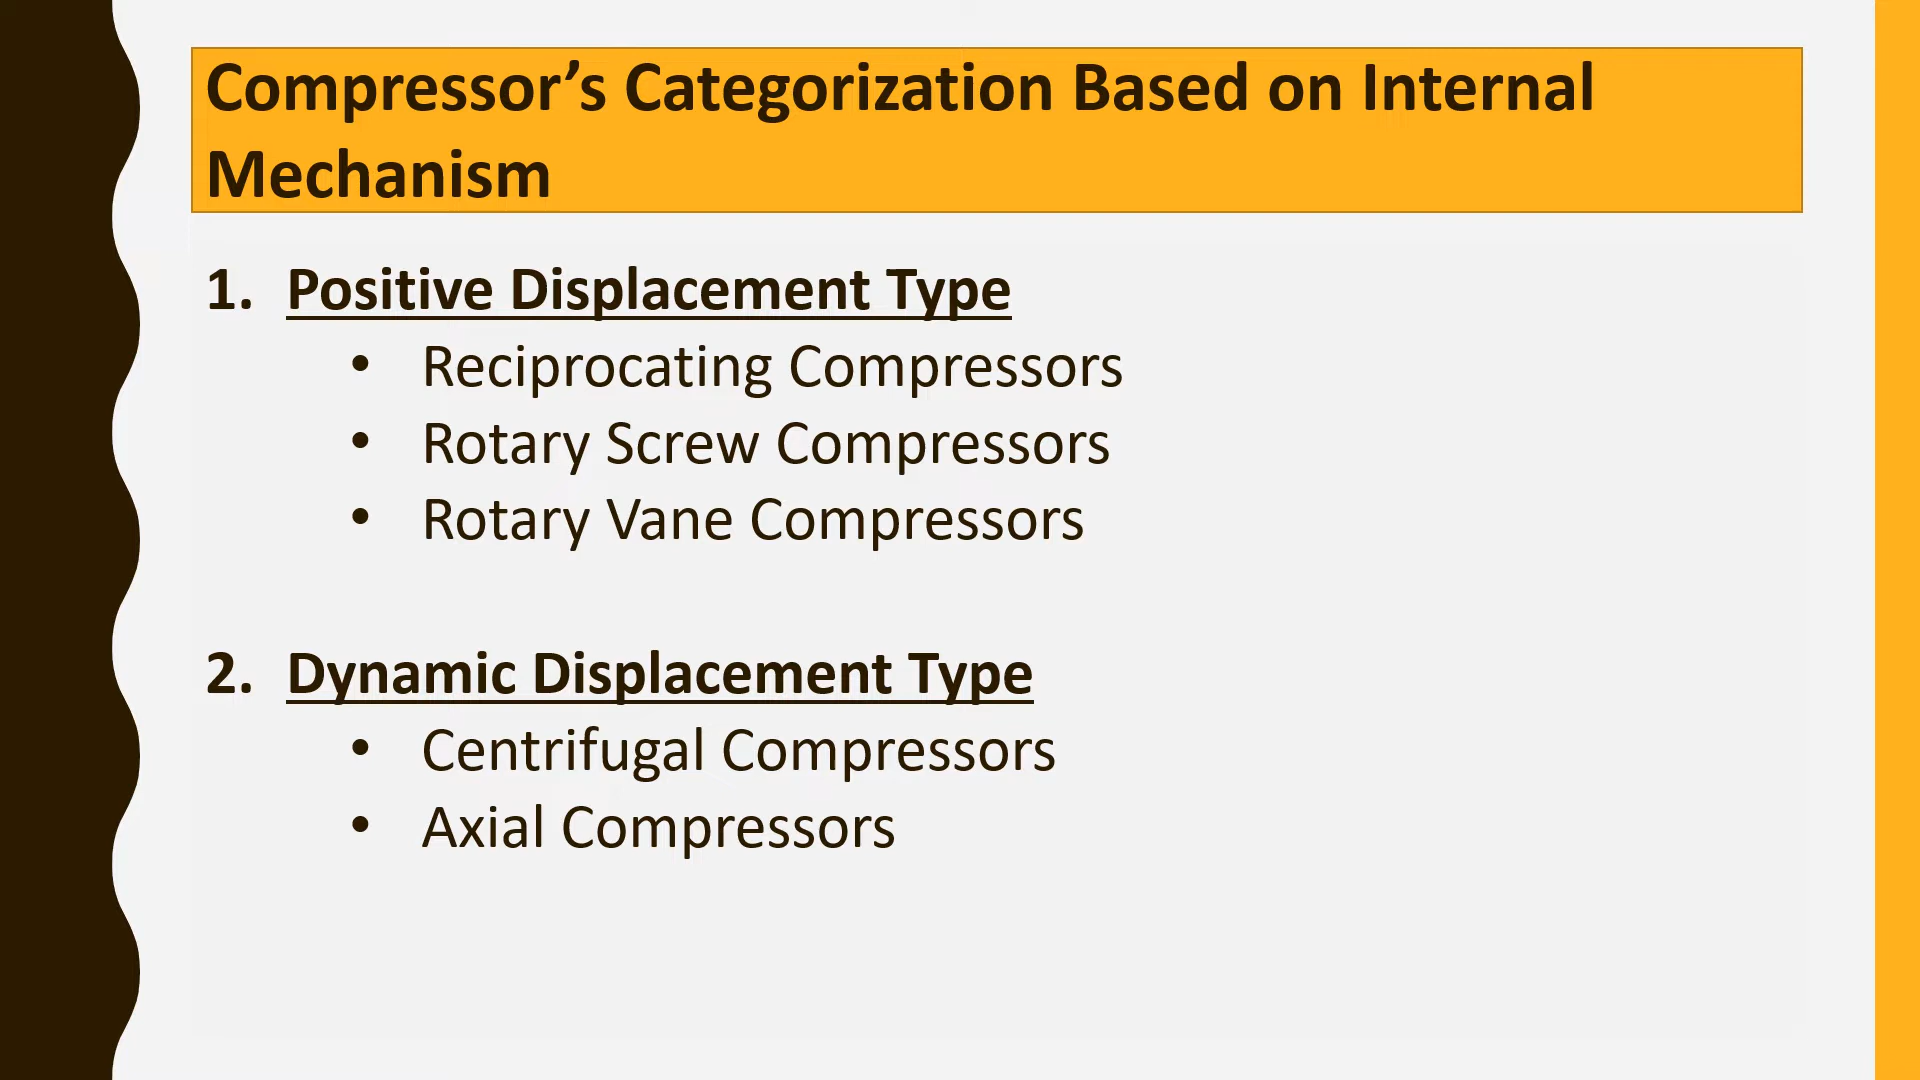 Compressor’s Categorization Based on Internal
Mechanism
1. Positive Displacement Type
• Reciprocating Compressors
• Rotary Screw Compressors
• Rotary Vane Compressors
2. Dynamic Displacement Type
• Centrifugal Compressors
• Axial Compressors